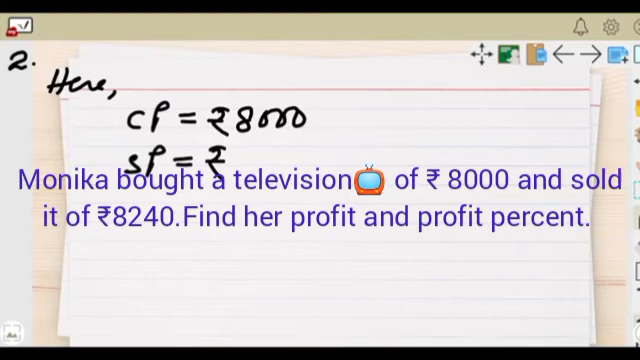 2.
Here,
CP = ₹8000
SP = ₹
Monika bought a television📺 of ₹ 8000 and sold
it of ₹8240.Find her profit and profit percent.